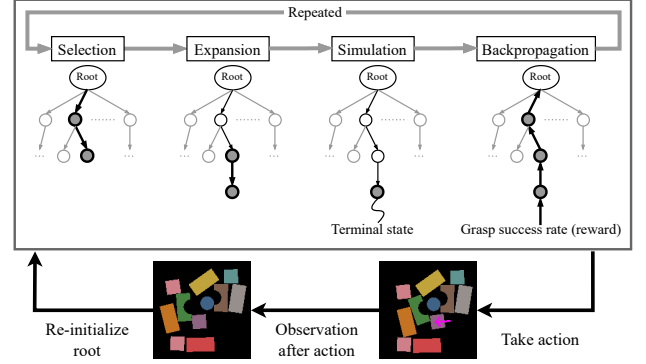 Repeated
Selection
Expansion
Simulation
Backpropagation
Root
Root
Root
Root
Terminal state
Grasp success rate (reward)
Re-initialize
root
Observation
after action
Take action